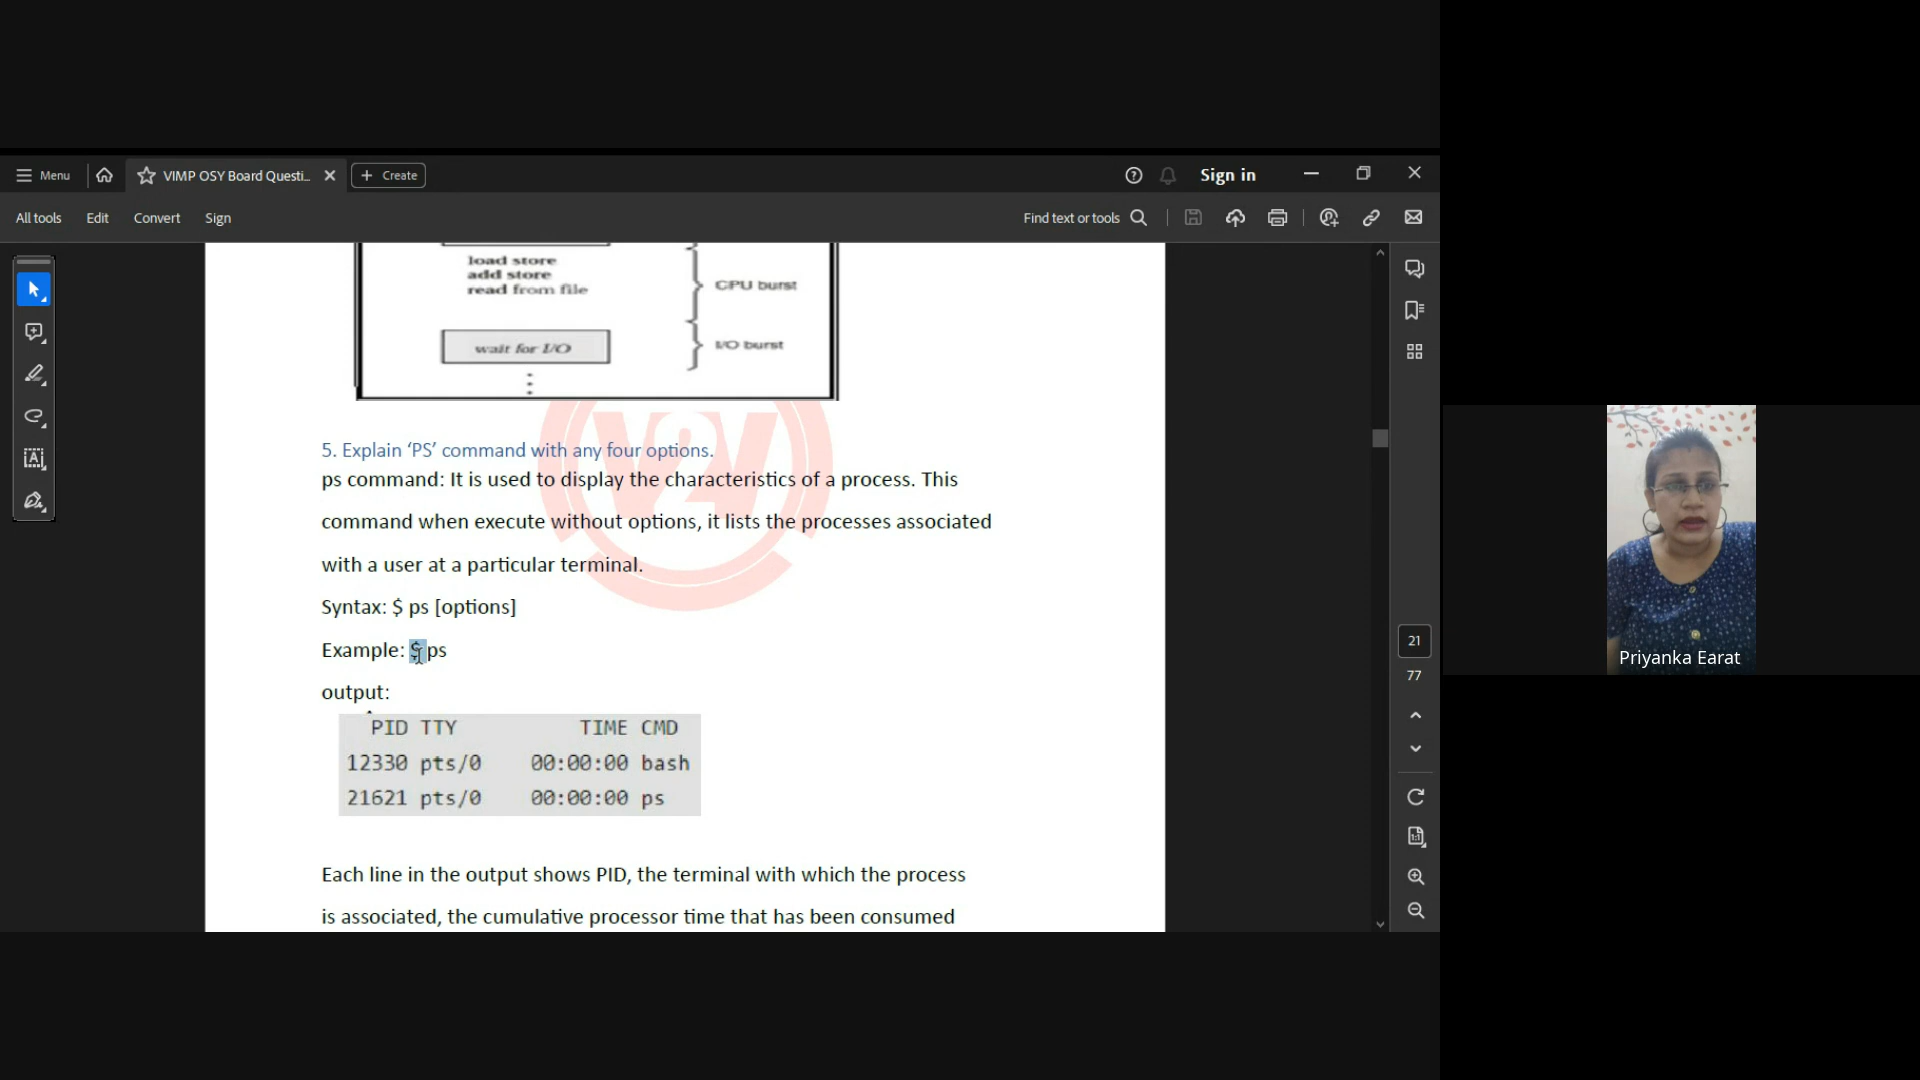 Menu
VIMP OSY Board Questi...
Create
Sign in
All tools
Edit
Convert
Sign
Find text or tools
load store
add store
read from file
CPU burst
wait for I/O
I/O burst
V2V
5. Explain ‘PS’ command with any four options.
ps command: It is used to display the characteristics of a process. This
command when execute without options, it lists the processes associated
with a user at a particular terminal.
Syntax: $ ps [options]
Example: $ ps
output:
PID TTY TIME CMD
12330 pts/0 00:00:00 bash
21621 pts/0 00:00:00 ps
Each line in the output shows PID, the terminal with which the process
is associated, the cumulative processor time that has been consumed
21
77
Priyanka Earat